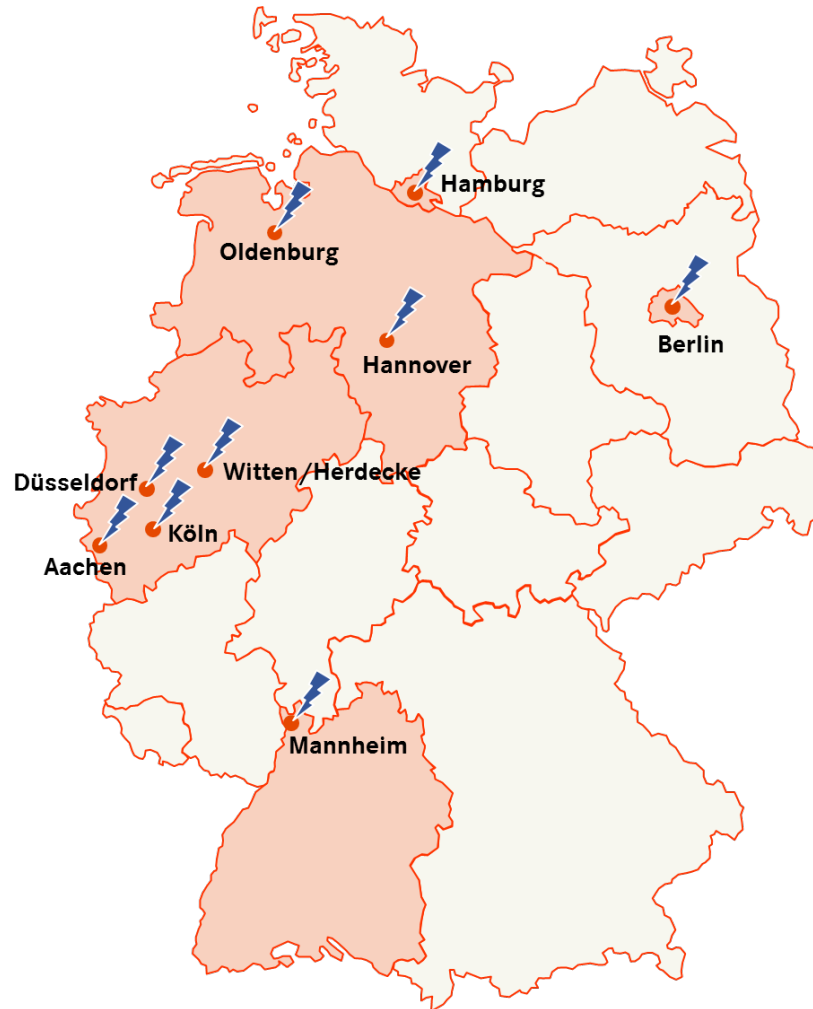 Hamburg
Oldenburg
Berlin
Hannover
Witten/Herdecke
Düsseldorf
Köln
Aachen
Mannheim